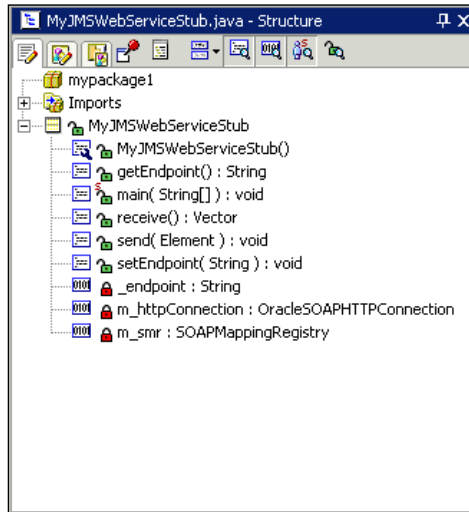 MyJMSWebServiceStub.java - Structure
mypackage1
Imports
MyJMSWebServiceStub
MyJMSWebServiceStub()
getEndpoint() : String
main( String[] ) : void
receive() : Vector
send( Element ) : void
setEndpoint( String ) : void
_endpoint : String
m_httpConnection : OracleSOAPHTTPConnection
m_smr : SOAPMappingRegistry